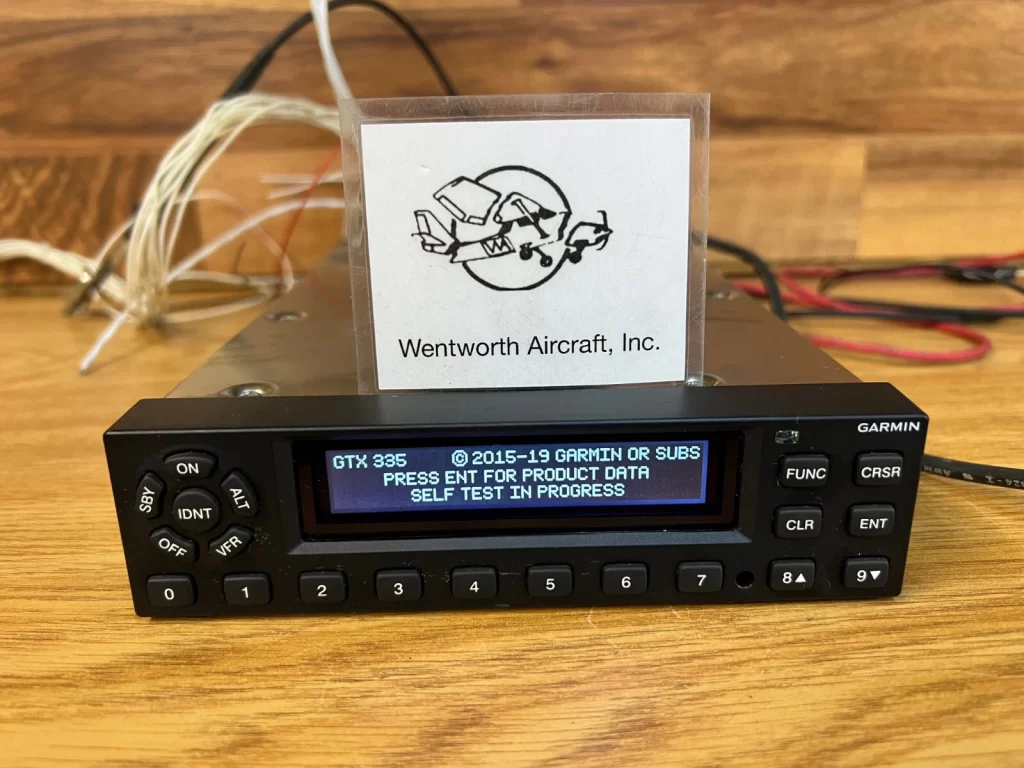 Wentworth Aircraft, Inc.
GARMIN
GTX 335 © 2015-19 GARMIN OR SUBS
PRESS ENT FOR PRODUCT DATA
SELF TEST IN PROGRESS
ON
SBY
ALT
IDNT
OFF
VFR
FUNC
CRSR
CLR
ENT
0 1 2 3 4 5 6 7 8▲ 9▼